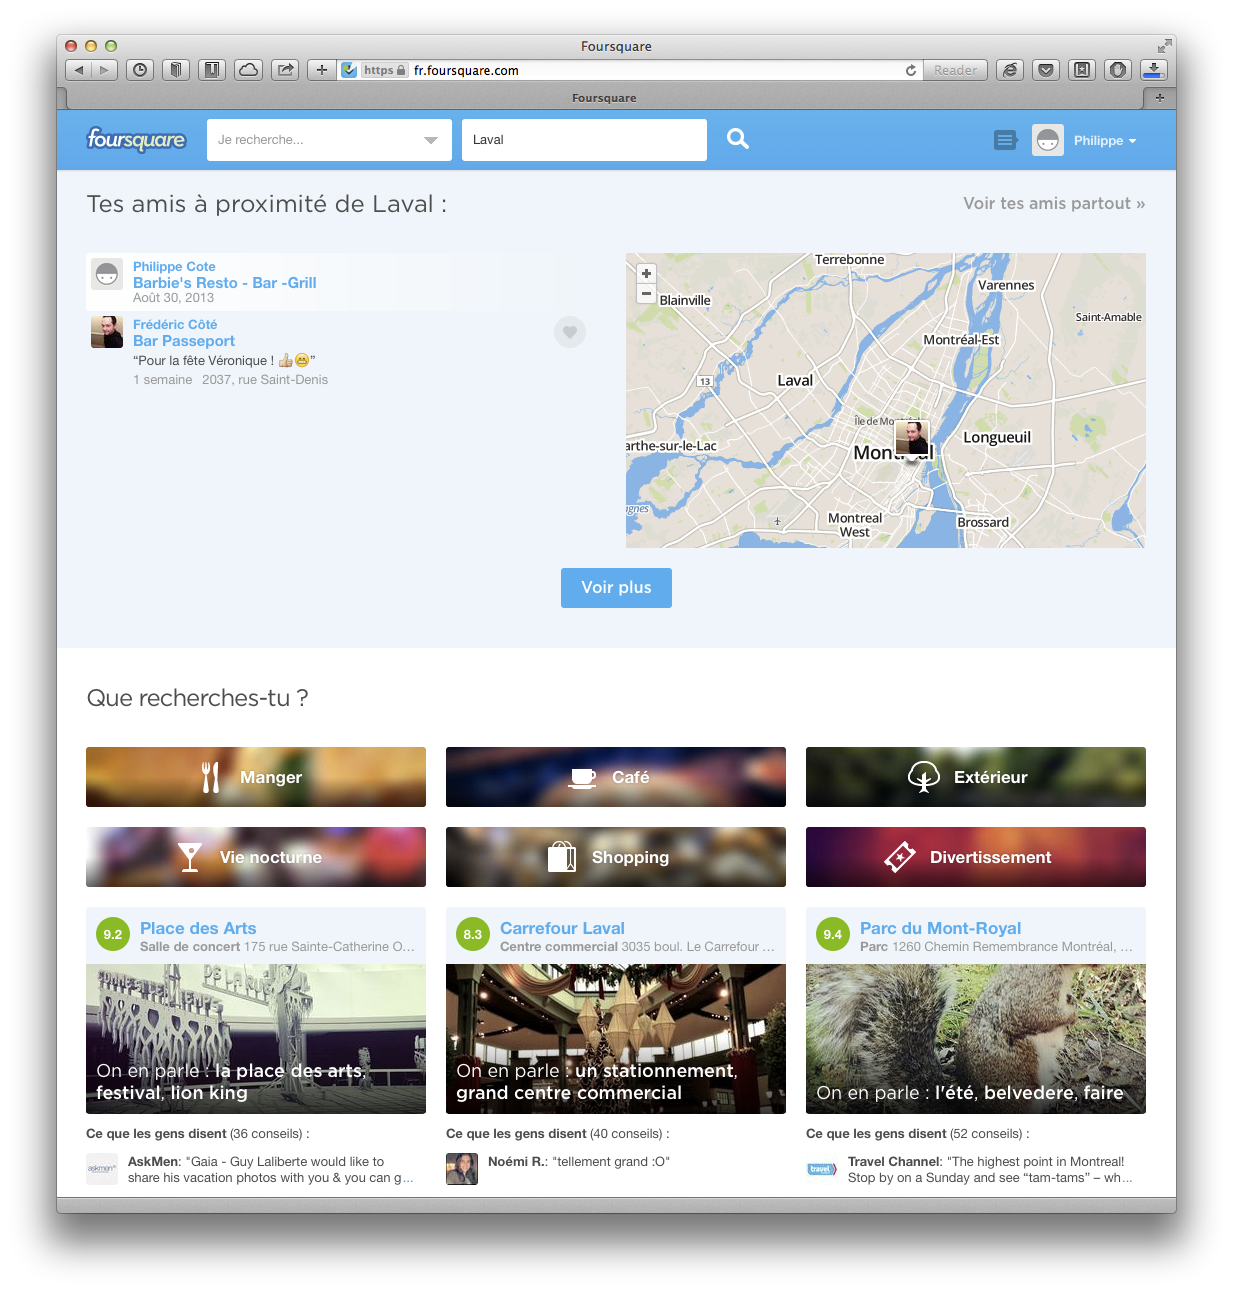 Foursquare
https fr.foursquare.com Reader
Foursquare
foursquare Je recherche... Laval Philippe
Tes amis à proximité de Laval :
Voir tes amis partout »
Philippe Cote
Barbie's Resto - Bar -Grill
Août 30, 2013
Frédéric Côté
Bar Passeport
“Pour la fête Véronique ! 👍😁”
1 semaine 2037, rue Saint-Denis
+
−
Terrebonne
Varennes
Blainville
Saint-Amable
Montréal-Est
13
Laval
Île de Montréal
Longueuil
arthe-sur-le-Lac
Montréal
ignes
Montreal
West
Brossard
Voir plus
Que recherches-tu ?
Manger
Café
Extérieur
Vie nocturne
Shopping
Divertissement
9.2 Place des Arts
Salle de concert 175 rue Sainte-Catherine O...
On en parle : la place des arts,
festival, lion king
Ce que les gens disent (36 conseils) :
askmen
AskMen: "Gaia - Guy Laliberte would like to
share his vacation photos with you & you can g...
8.3 Carrefour Laval
Centre commercial 3035 boul. Le Carrefour ...
On en parle : un stationnement,
grand centre commercial
Ce que les gens disent (40 conseils) :
Noémi R.: "tellement grand :O"
9.4 Parc du Mont-Royal
Parc 1260 Chemin Remembrance Montréal, ...
On en parle : l'été, belvedere, faire
Ce que les gens disent (52 conseils) :
travel
Travel Channel: "The highest point in Montreal!
Stop by on a Sunday and see “tam-tams” – wh...